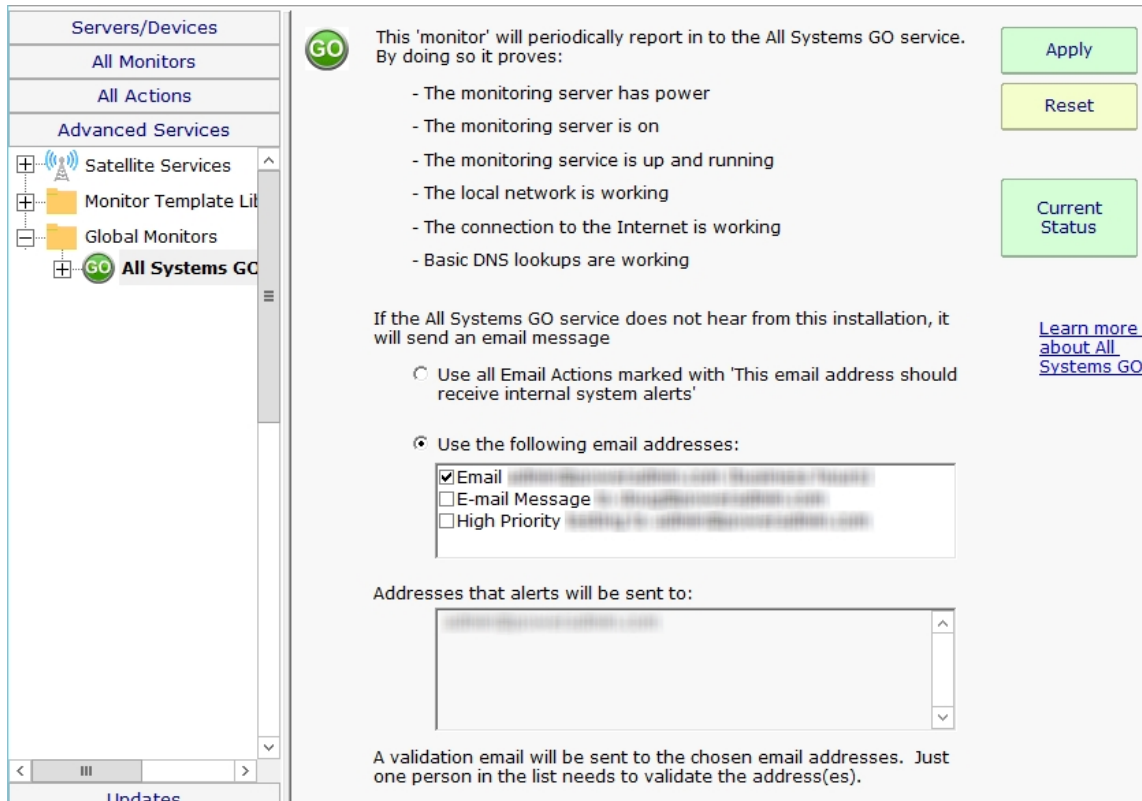 Servers/Devices
All Monitors
All Actions
Advanced Services
Satellite Services
Monitor Template Lib
Global Monitors
GO All Systems GO
Updates
GO
This 'monitor' will periodically report in to the All Systems GO service.
By doing so it proves:
- The monitoring server has power
- The monitoring server is on
- The monitoring service is up and running
- The local network is working
- The connection to the Internet is working
- Basic DNS lookups are working
If the All Systems GO service does not hear from this installation, it
will send an email message
Use all Email Actions marked with 'This email address should
receive internal system alerts'
Use the following email addresses:
Email
E-mail Message
High Priority
Addresses that alerts will be sent to:
A validation email will be sent to the chosen email addresses. Just
one person in the list needs to validate the address(es).
Apply
Reset
Current
Status
Learn more
about All
Systems GO